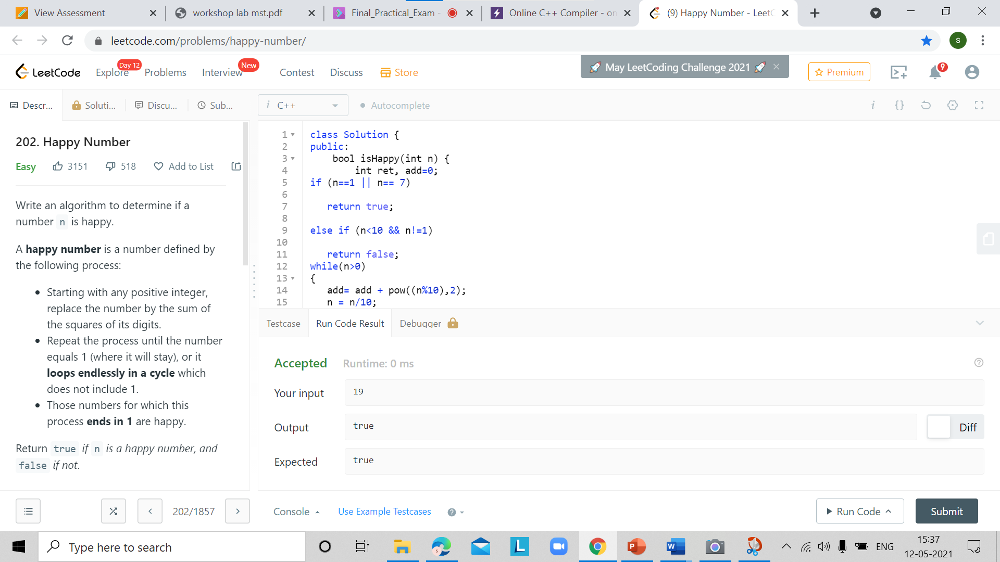 View Assessment
workshop lab mst.pdf
Final_Practical_Exam -
Online C++ Compiler - on
(9) Happy Number - LeetC
leetcode.com/problems/happy-number/
S
LeetCode
Explore
Day 12
Problems
Interview
New
Contest
Discuss
Store
🚀 May LeetCoding Challenge 2021 🚀
Premium
9
Descr...
Soluti...
Discu...
Sub...
i C++
Autocomplete
i
{}
202. Happy Number
Easy
3151
518
Add to List
Write an algorithm to determine if a
number n is happy.
A happy number is a number defined by
the following process:
• Starting with any positive integer,
replace the number by the sum of
the squares of its digits.
• Repeat the process until the number
equals 1 (where it will stay), or it
loops endlessly in a cycle which
does not include 1.
• Those numbers for which this
process ends in 1 are happy.
Return true if n is a happy number, and
false if not.
1 class Solution {
2 public:
3 bool isHappy(int n) {
4 int ret, add=0;
5 if (n==1 || n== 7)
6
7 return true;
8
9 else if (n<10 && n!=1)
10
11 return false;
12 while(n>0)
13 {
14 add= add + pow((n%10),2);
15 n = n/10;
Testcase
Run Code Result
Debugger
Accepted
Runtime: 0 ms
?
Your input
19
Output
true
Diff
Expected
true
202/1857
Console
Use Example Testcases
?
Run Code
Submit
Type here to search
S
L
P
W
ENG
15:37
12-05-2021